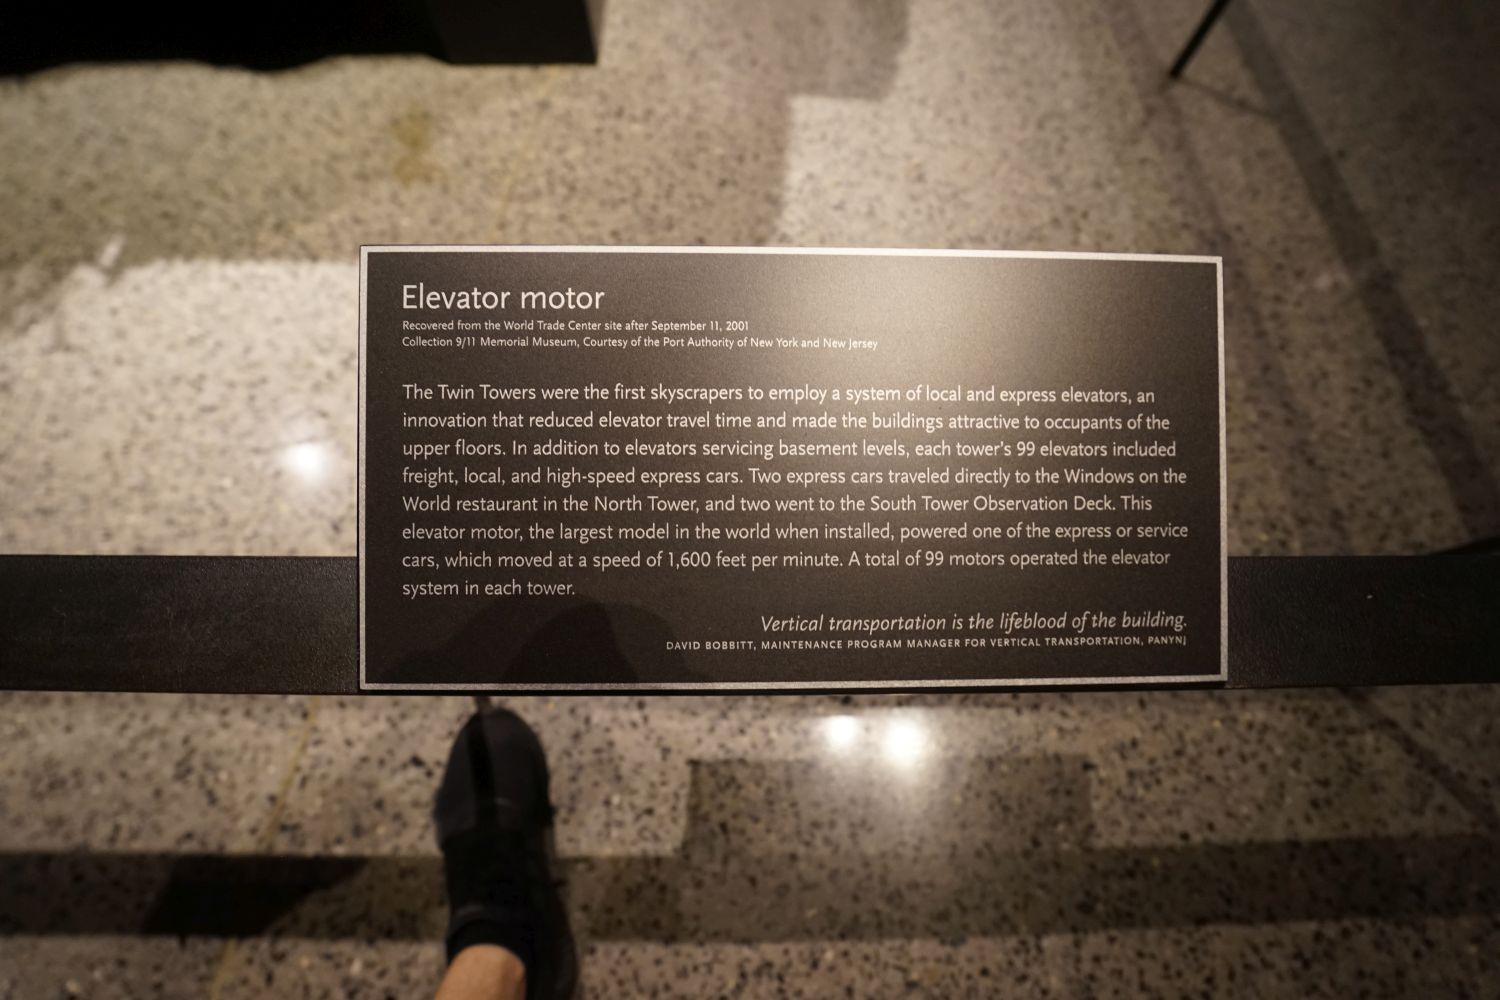 Elevator motor
Recovered from the World Trade Center site after September 11, 2001
Collection 9/11 Memorial Museum, Courtesy of the Port Authority of New York and New Jersey
The Twin Towers were the first skyscrapers to employ a system of local and express elevators, an
innovation that reduced elevator travel time and made the buildings attractive to occupants of the
upper floors. In addition to elevators servicing basement levels, each tower's 99 elevators included
freight, local, and high-speed express cars. Two express cars traveled directly to the Windows on the
World restaurant in the North Tower, and two went to the South Tower Observation Deck. This
elevator motor, the largest model in the world when installed, powered one of the express or service
cars, which moved at a speed of 1,600 feet per minute. A total of 99 motors operated the elevator
system in each tower.
Vertical transportation is the lifeblood of the building.
DAVID BOBBITT, MAINTENANCE PROGRAM MANAGER FOR VERTICAL TRANSPORTATION, PANYNJ